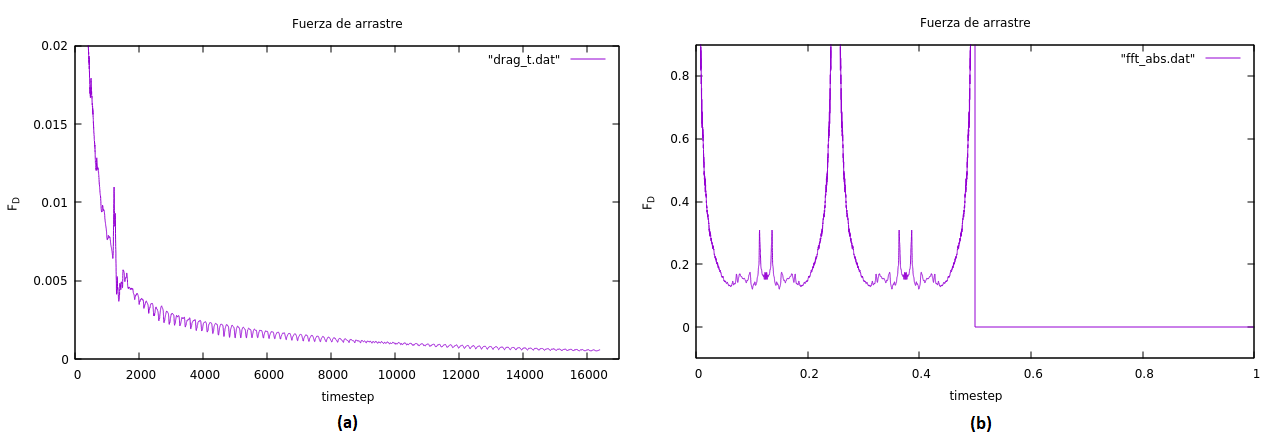 Fuerza de arrastre
"drag_t.dat"
0.02
0.015
0.01
0.005
0
F_D
0 2000 4000 6000 8000 10000 12000 14000 16000
timestep
(a)
Fuerza de arrastre
"fft_abs.dat"
0.8
0.6
0.4
0.2
0
F_D
0 0.2 0.4 0.6 0.8 1
timestep
(b)